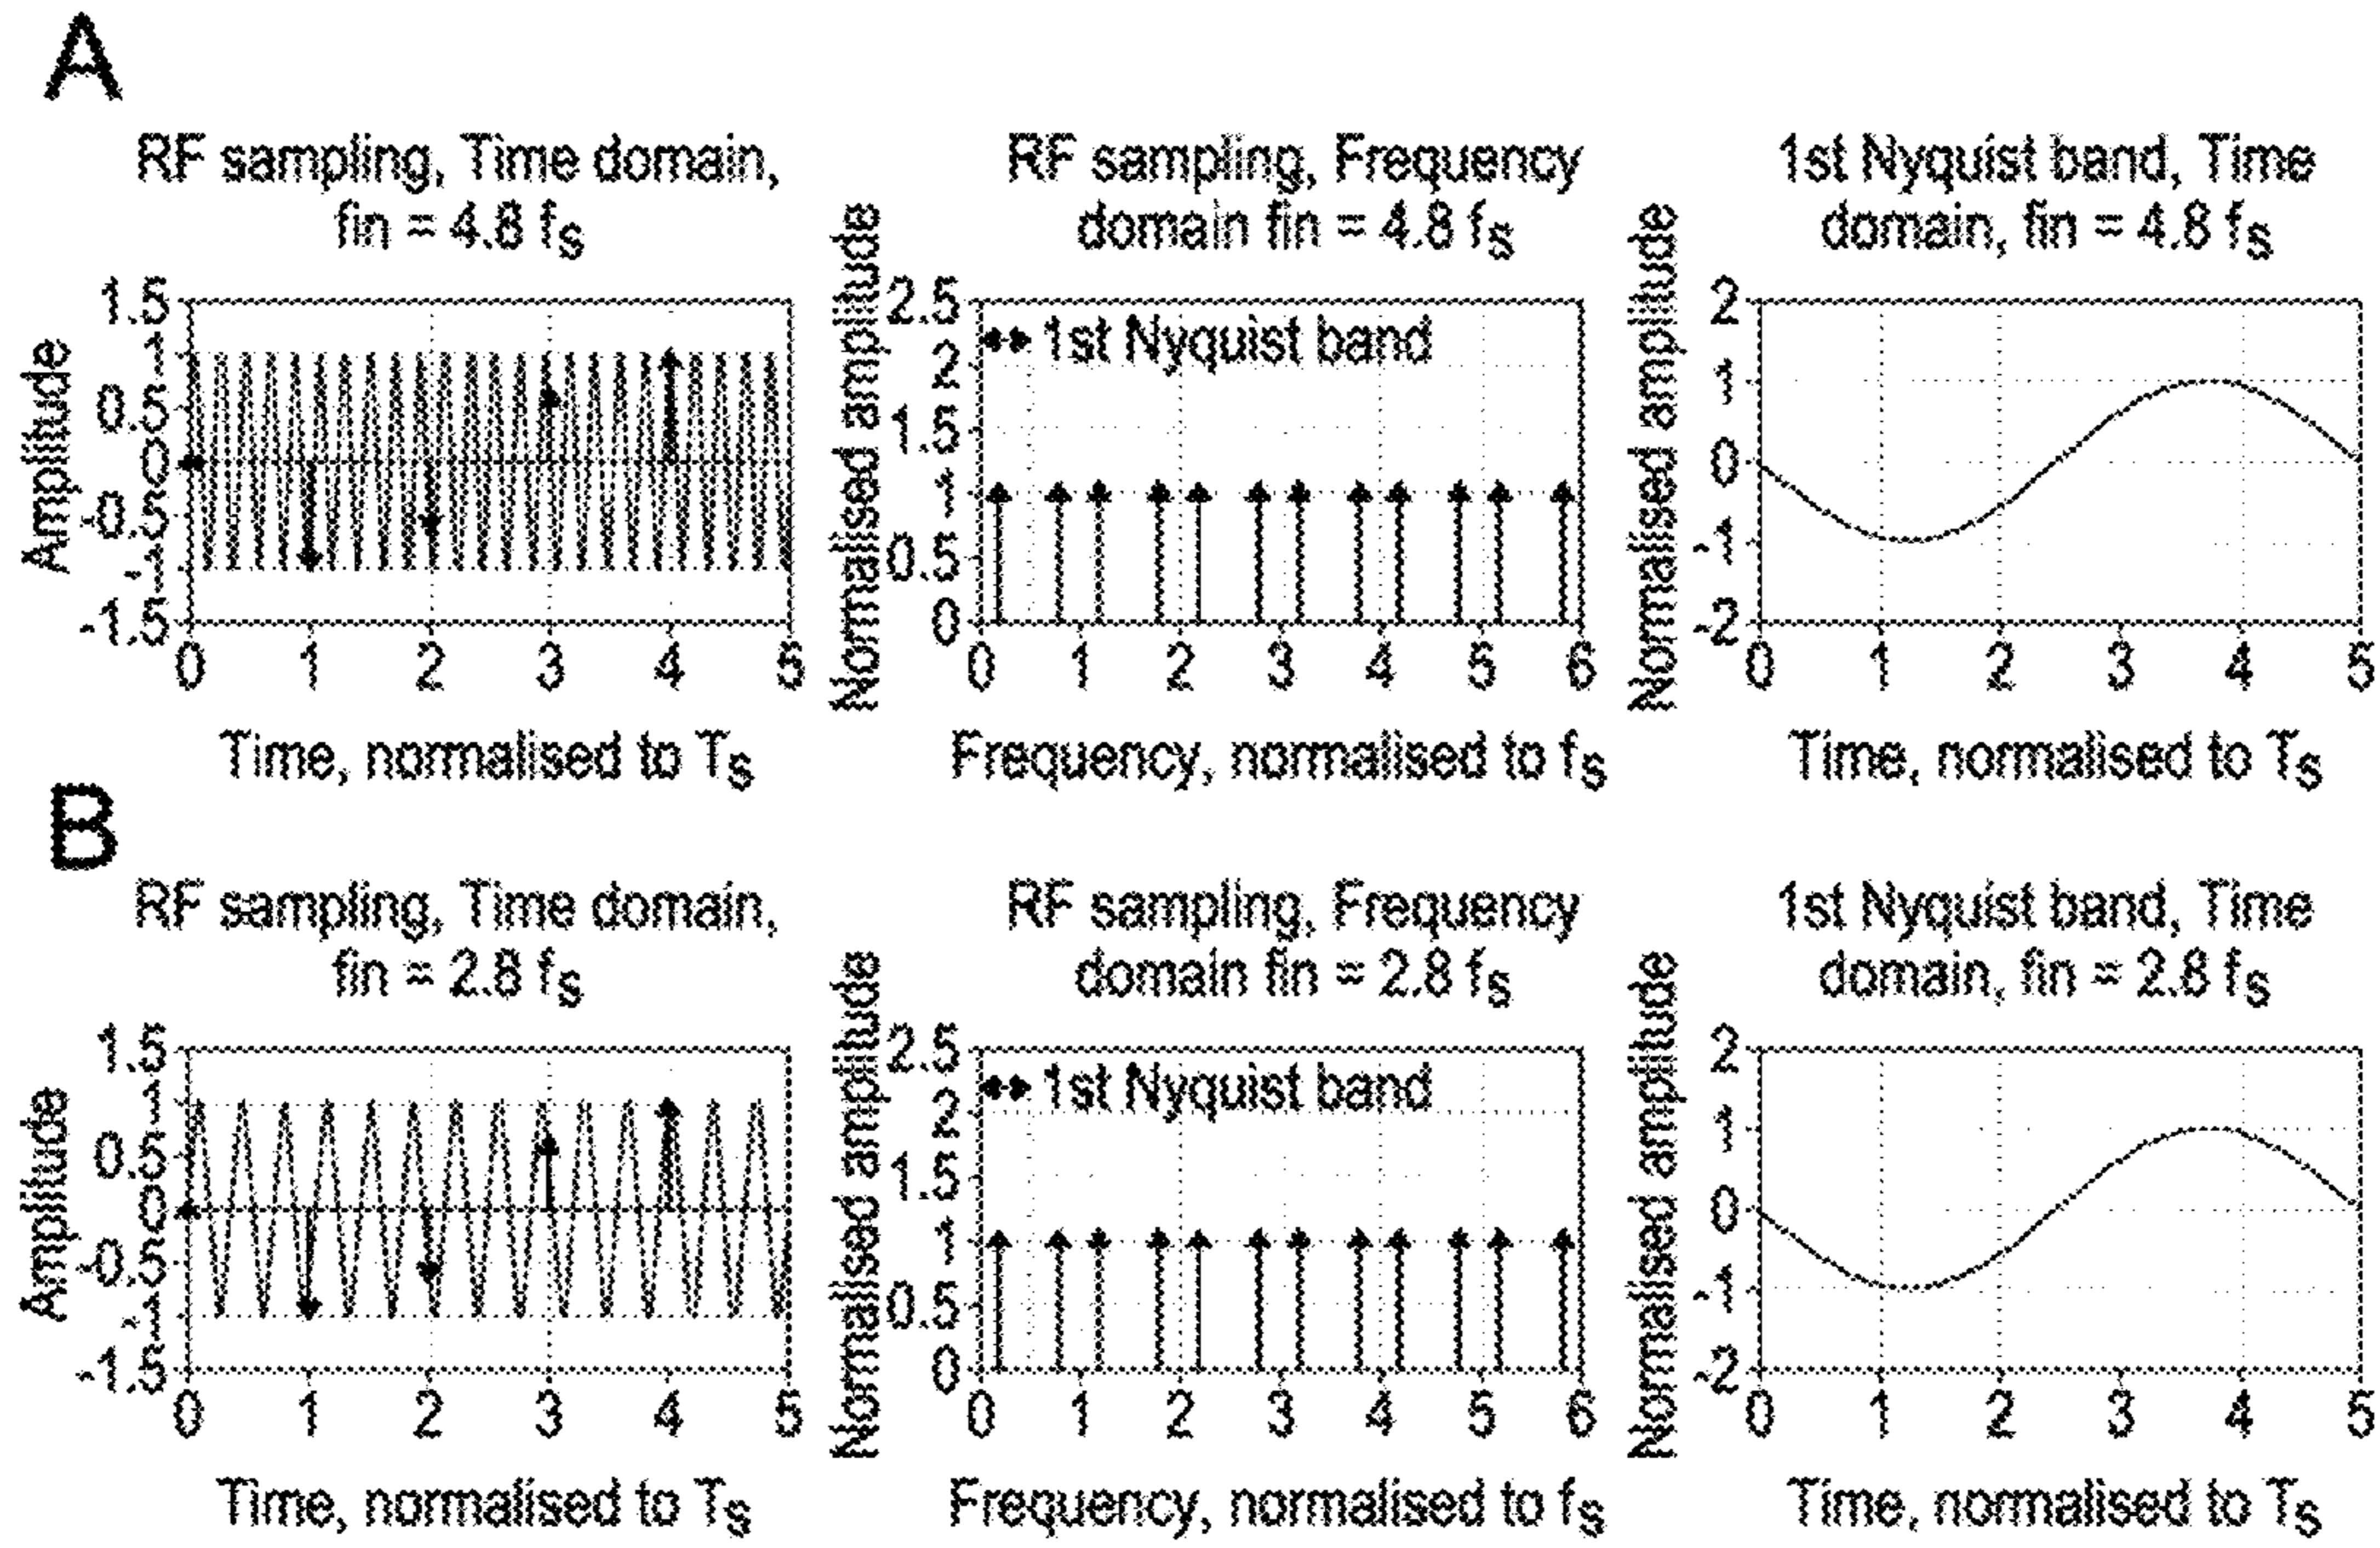 A
RF sampling, Time domain,
fin = 4.8 fS
Amplitude
1.5
1
0.5
0
-0.5
-1
-1.5
0 1 2 3 4 5
Time, normalised to TS
RF sampling, Frequency
domain fin = 4.8 fS
Normalised amplitude
2.5
2
1.5
1
0.5
0
1st Nyquist band
0 1 2 3 4 5 6
Frequency, normalised to fS
1st Nyquist band, Time
domain, fin = 4.8 fS
Normalised amplitude
2
1
0
-1
-2
0 1 2 3 4 5
Time, normalised to TS
B
RF sampling, Time domain,
fin = 2.8 fS
Amplitude
1.5
1
0.5
0
-0.5
-1
-1.5
0 1 2 3 4 5
Time, normalised to TS
RF sampling, Frequency
domain fin = 2.8 fS
Normalised amplitude
2.5
2
1.5
1
0.5
0
1st Nyquist band
0 1 2 3 4 5 6
Frequency, normalised to fS
1st Nyquist band, Time
domain, fin = 2.8 fS
Normalised amplitude
2
1
0
-1
-2
0 1 2 3 4 5
Time, normalised to TS